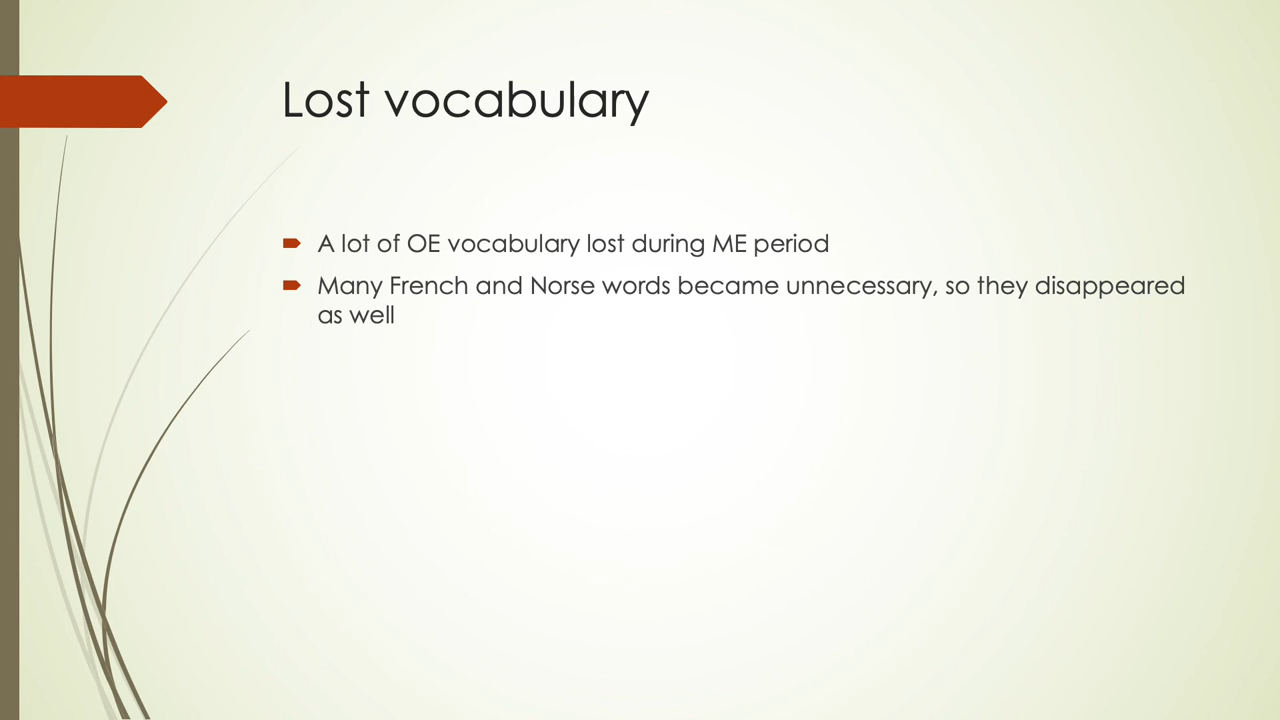 Lost vocabulary
A lot of OE vocabulary lost during ME period
Many French and Norse words became unnecessary, so they disappeared
as well